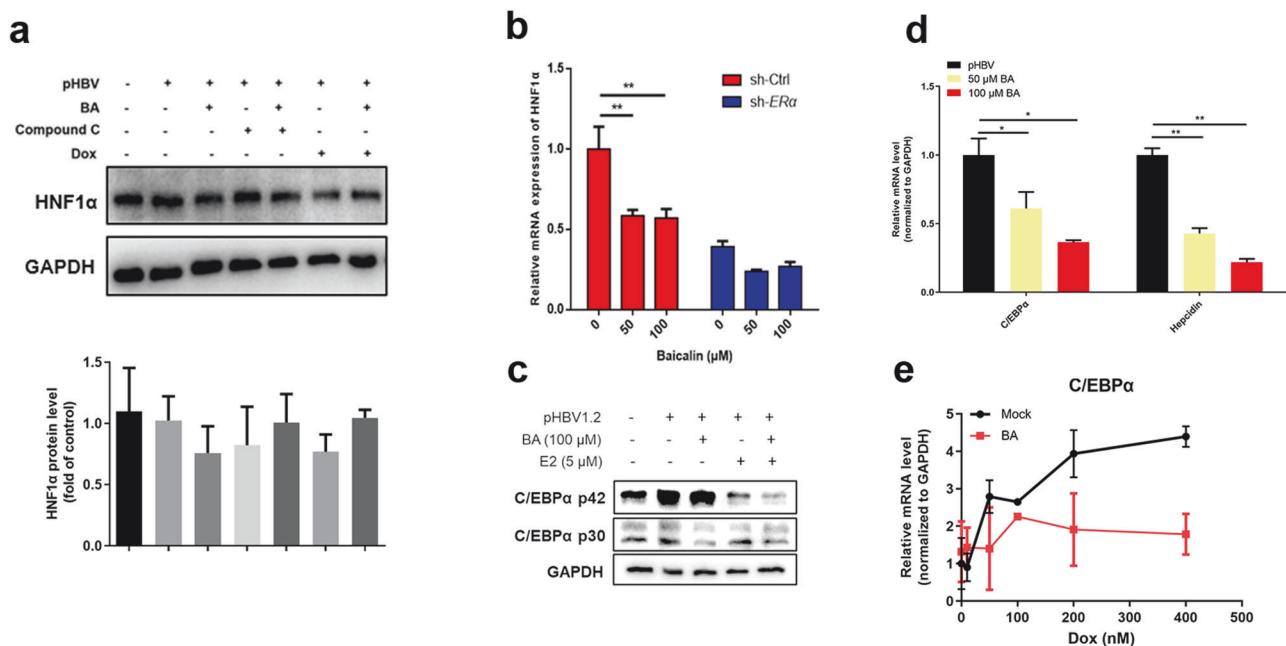 a
pHBV - + + + + + +
BA - - + - + - +
Compound C - - - + + - -
Dox - - - - - + +
HNF1α
GAPDH
HNF1α protein level
(fold of control)
1.5
1.0
0.5
0.0
b
Relative mRNA expression of HNF1α
1.5
1.0
0.5
0.0
sh-Ctrl
sh-ERα
**
**
0 50 100 0 50 100
Baicalin (μM)
c
pHBV1.2 - + + + +
BA (100 μM) - - + - +
E2 (5 μM) - - - + +
C/EBPα p42
C/EBPα p30
GAPDH
d
pHBV
50 μM BA
100 μM BA
Relative mRNA level
(normalized to GAPDH)
1.5
1.0
0.5
0.0
*
*
**
**
C/EBPα
Hepcidin
e
C/EBPα
Mock
BA
Relative mRNA level
(normalized to GAPDH)
5
4
3
2
1
0
0 100 200 300 400 500
Dox (nM)